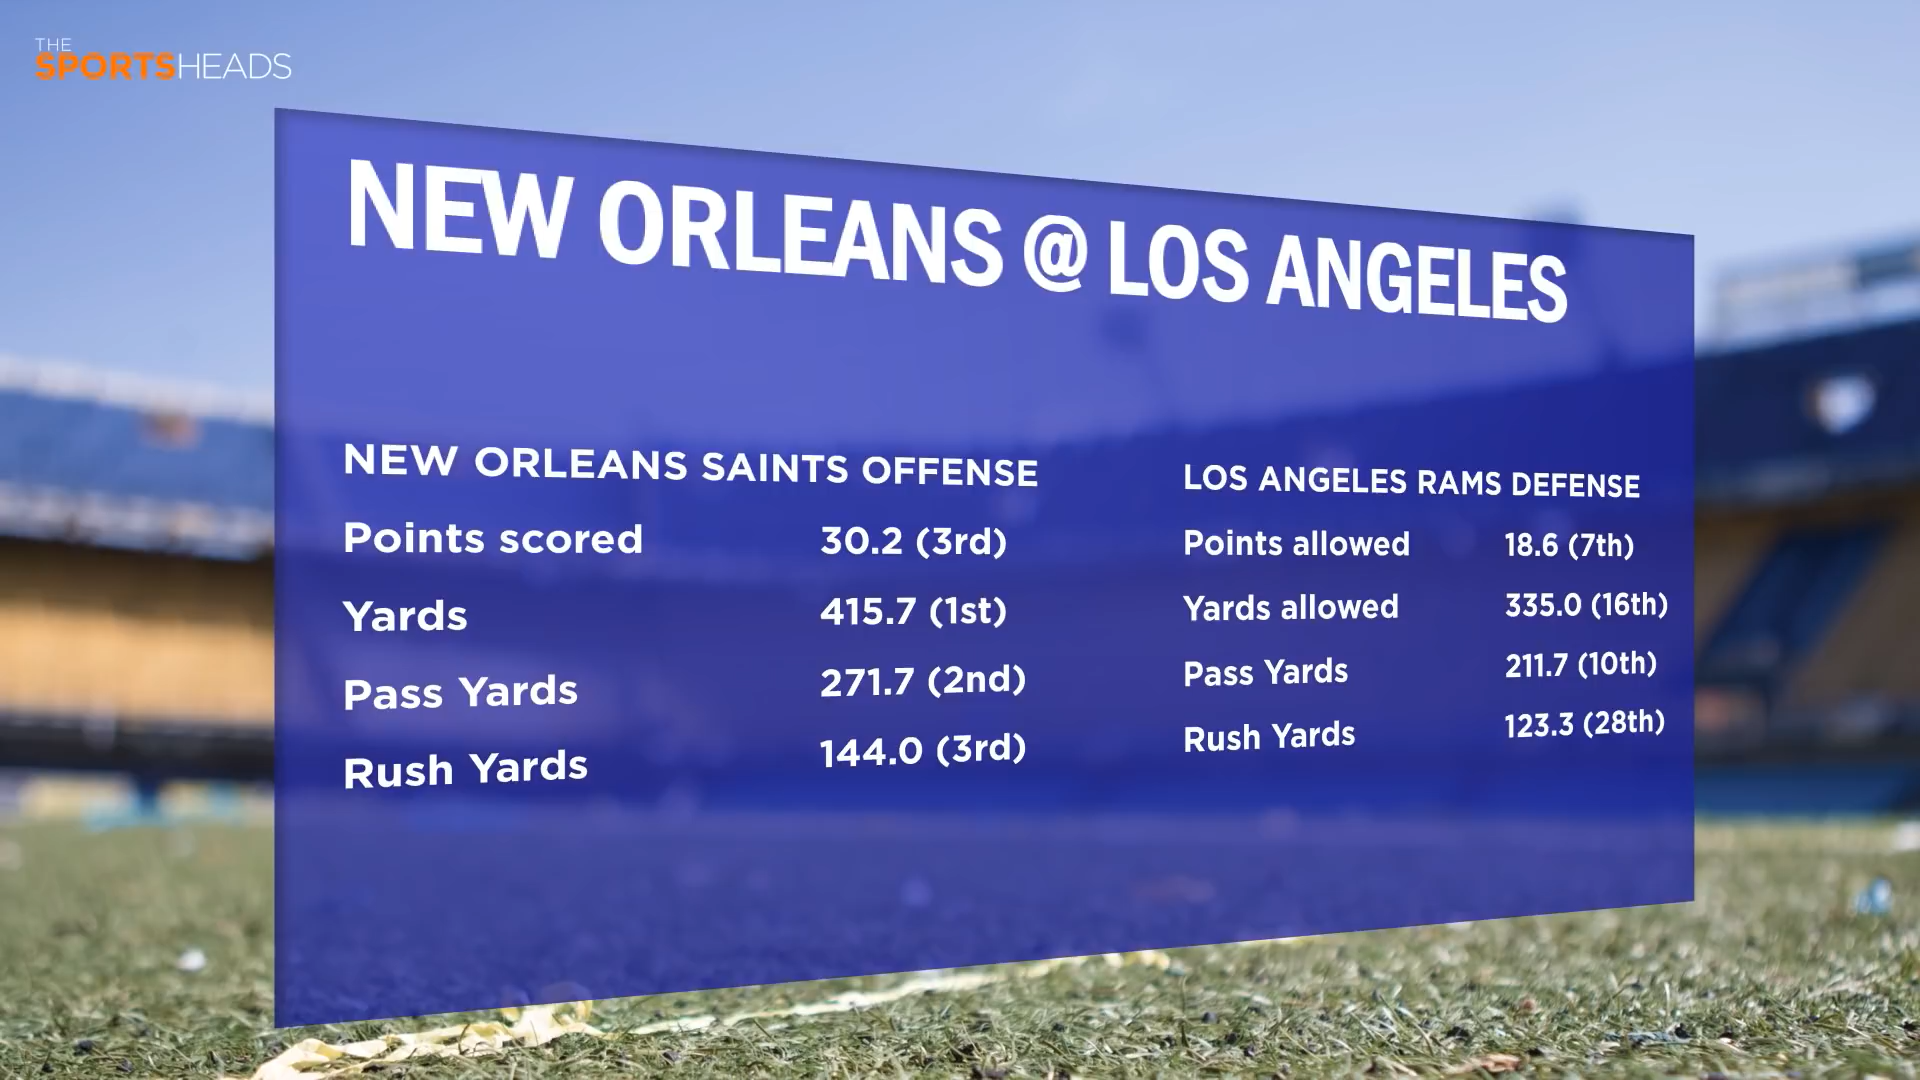 THE
SPORTSHEADS
NEW ORLEANS @ LOS ANGELES
NEW ORLEANS SAINTS OFFENSE
Points scored 30.2 (3rd)
Yards 415.7 (1st)
Pass Yards 271.7 (2nd)
Rush Yards 144.0 (3rd)
LOS ANGELES RAMS DEFENSE
Points allowed 18.6 (7th)
Yards allowed 335.0 (16th)
Pass Yards 211.7 (10th)
Rush Yards 123.3 (28th)